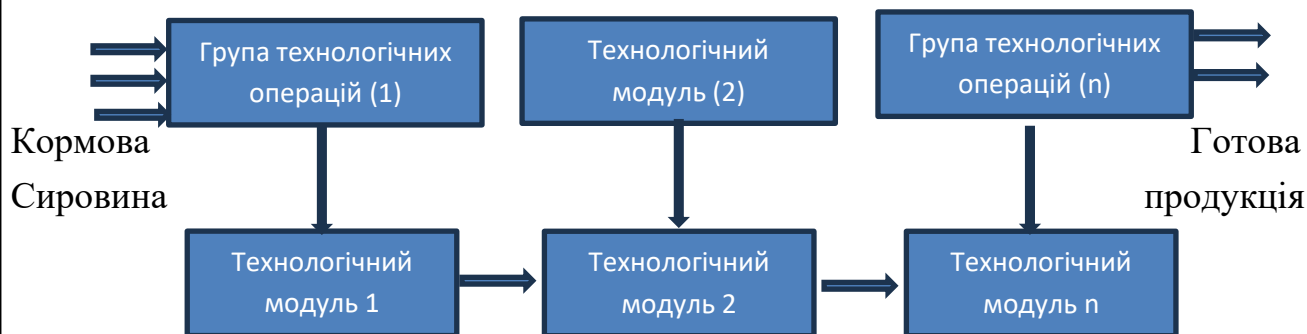 Група технологічних
операцій (1)
Технологічний
модуль (2)
Група технологічних
операцій (n)
Кормова
Сировина
Готова
продукція
Технологічний
модуль 1
Технологічний
модуль 2
Технологічний
модуль n